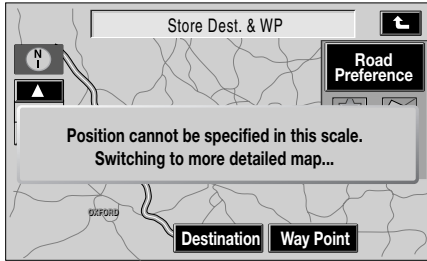 Store Dest. & WP
N
Road
Preference
Position cannot be specified in this scale.
Switching to more detailed map...
OXFORD
Destination
Way Point